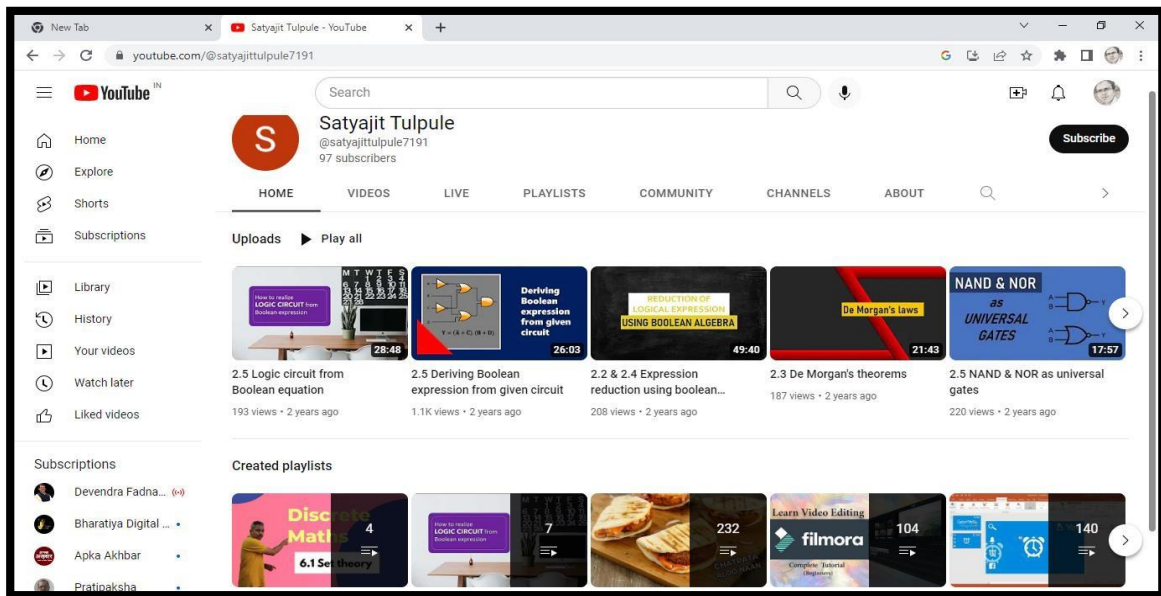 New Tab
Satyajit Tulpule - YouTube
youtube.com/@satyajittulpule7191
YouTube IN
Search
Satyajit Tulpule
@satyajittulpule7191
97 subscribers
Subscribe
Home
Explore
Shorts
Subscriptions
Library
History
Your videos
Watch later
Liked videos
Subscriptions
Devendra Fadna...
Bharatiya Digital ...
Apka Akhbar
Pratipaksha
HOME VIDEOS LIVE PLAYLISTS COMMUNITY CHANNELS ABOUT
Uploads Play all
How to realize
LOGIC CIRCUIT from
Boolean expression
M T W T F S
28:48
2.5 Logic circuit from
Boolean equation
193 views • 2 years ago
Deriving
Boolean
expression
from given
circuit
26:03
2.5 Deriving Boolean
expression from given circuit
1.1K views • 2 years ago
REDUCTION OF
LOGICAL EXPRESSION
USING BOOLEAN ALGEBRA
49:40
2.2 & 2.4 Expression
reduction using boolean...
208 views • 2 years ago
De Morgan's laws
21:43
2.3 De Morgan's theorems
187 views • 2 years ago
NAND & NOR
as
UNIVERSAL
GATES
17:57
2.5 NAND & NOR as universal
gates
220 views • 2 years ago
Created playlists
Discrete
Maths
6.1 Set theory
4
How to realize
LOGIC CIRCUIT from
Boolean expression
7
232
Learn Video Editing
filmora
Complete Tutorial
(Beginners)
104
140